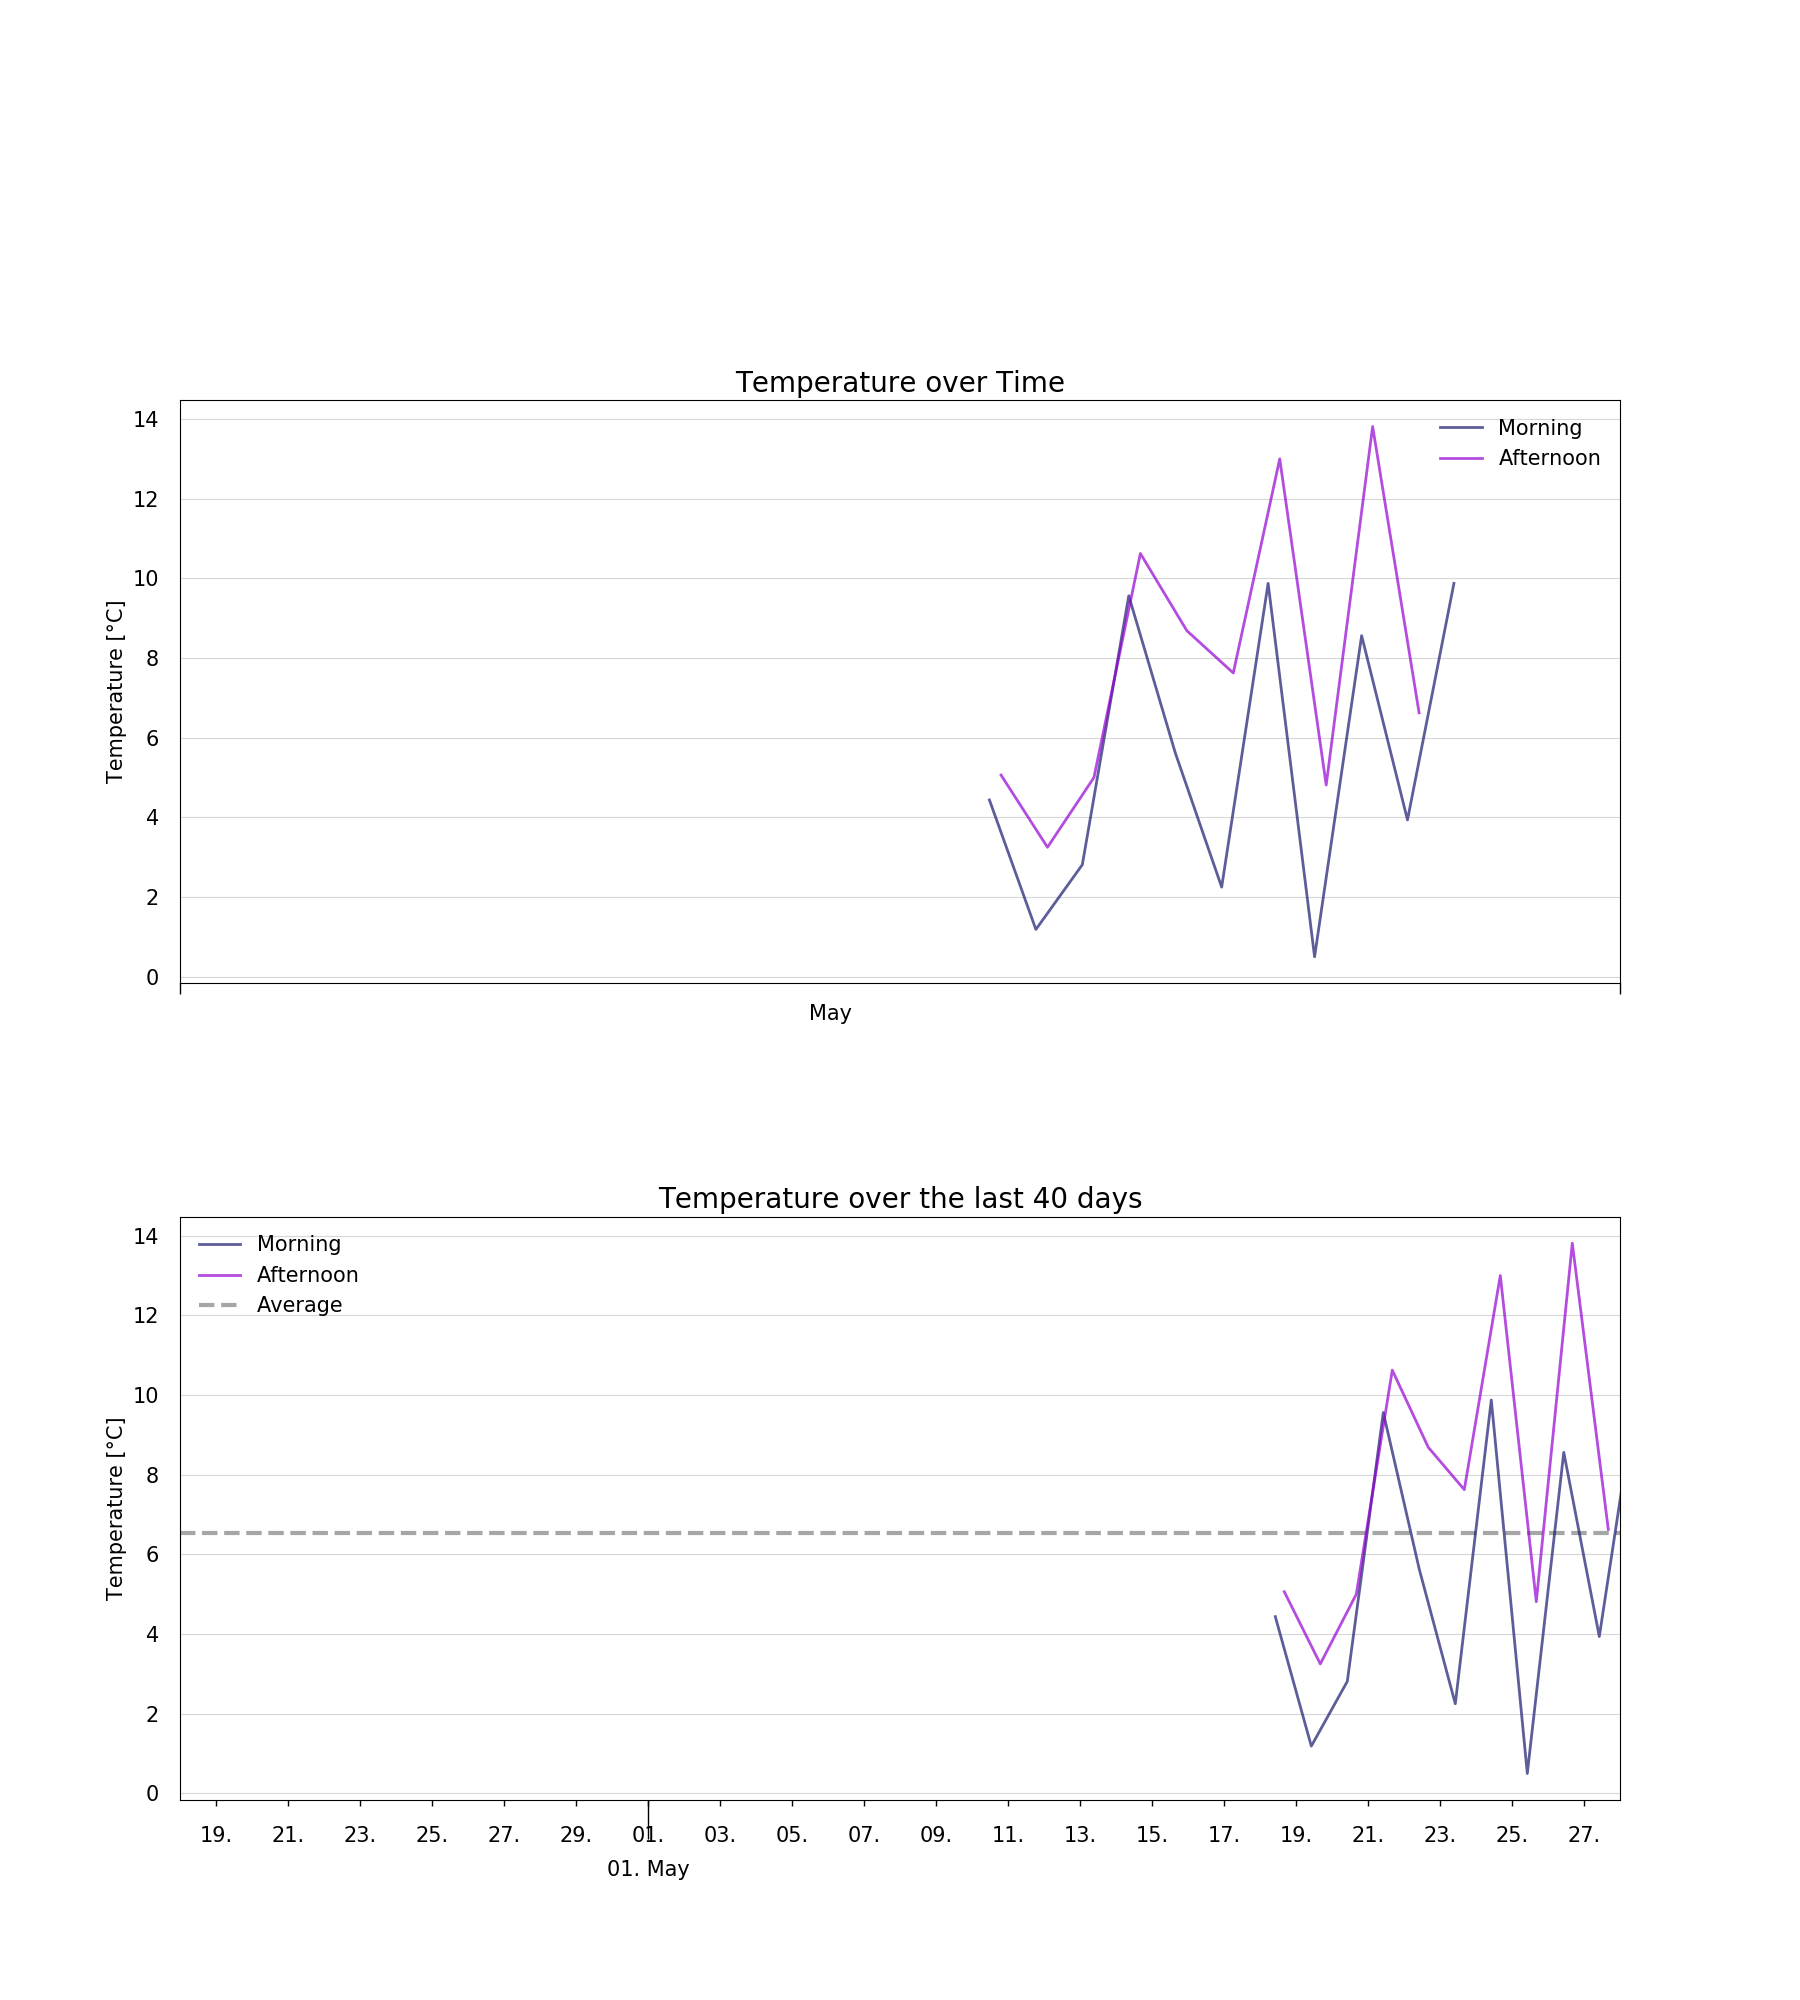 Temperature over Time
14
12
10
8
6
4
2
0
Temperature [°C]
Morning
Afternoon
May
Temperature over the last 40 days
14
12
10
8
6
4
2
0
Temperature [°C]
Morning
Afternoon
Average
19. 21. 23. 25. 27. 29. 01. 03. 05. 07. 09. 11. 13. 15. 17. 19. 21. 23. 25. 27.
01. May